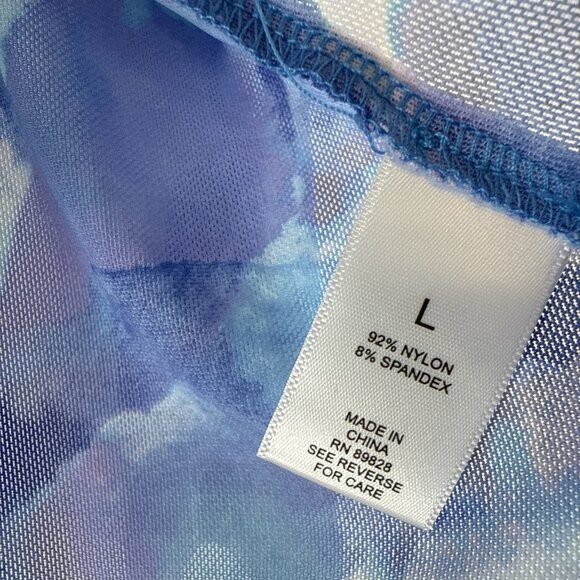 L
92% NYLON
8% SPANDEX
MADE IN
CHINA
RN 89828
SEE REVERSE
FOR CARE